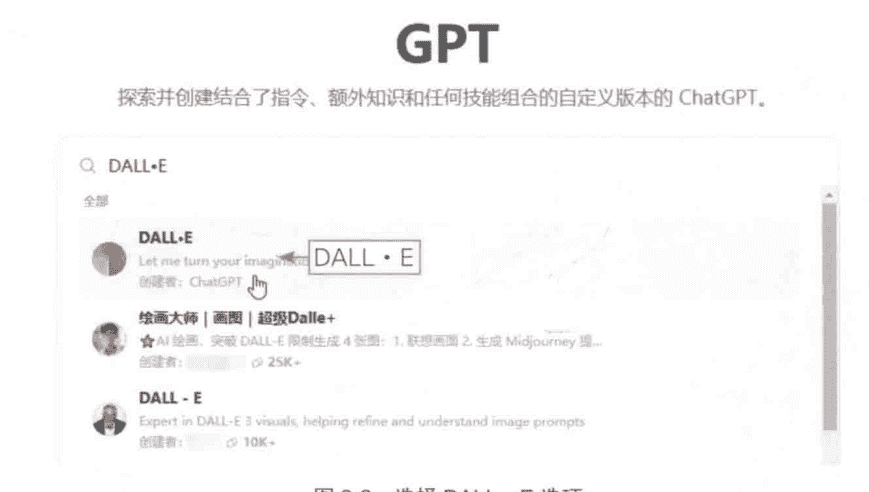 GPT
探索并创建结合了指令、额外知识和任何技能组合的自定义版本的 ChatGPT。
DALL•E
全部
DALL•E
Let me turn your
DALL・E
创建者：ChatGPT
绘画大师 | 画图 | 超级Dalle+
☆AI 绘画，突破 DALL-E 限制生成 4 张图：1. 联想画图 2. 生成 Midjourney 提...
创建者： 25K+
DALL - E
Expert in DALL-E 3 visuals, helping refine and understand image prompts
创建者： 10K+